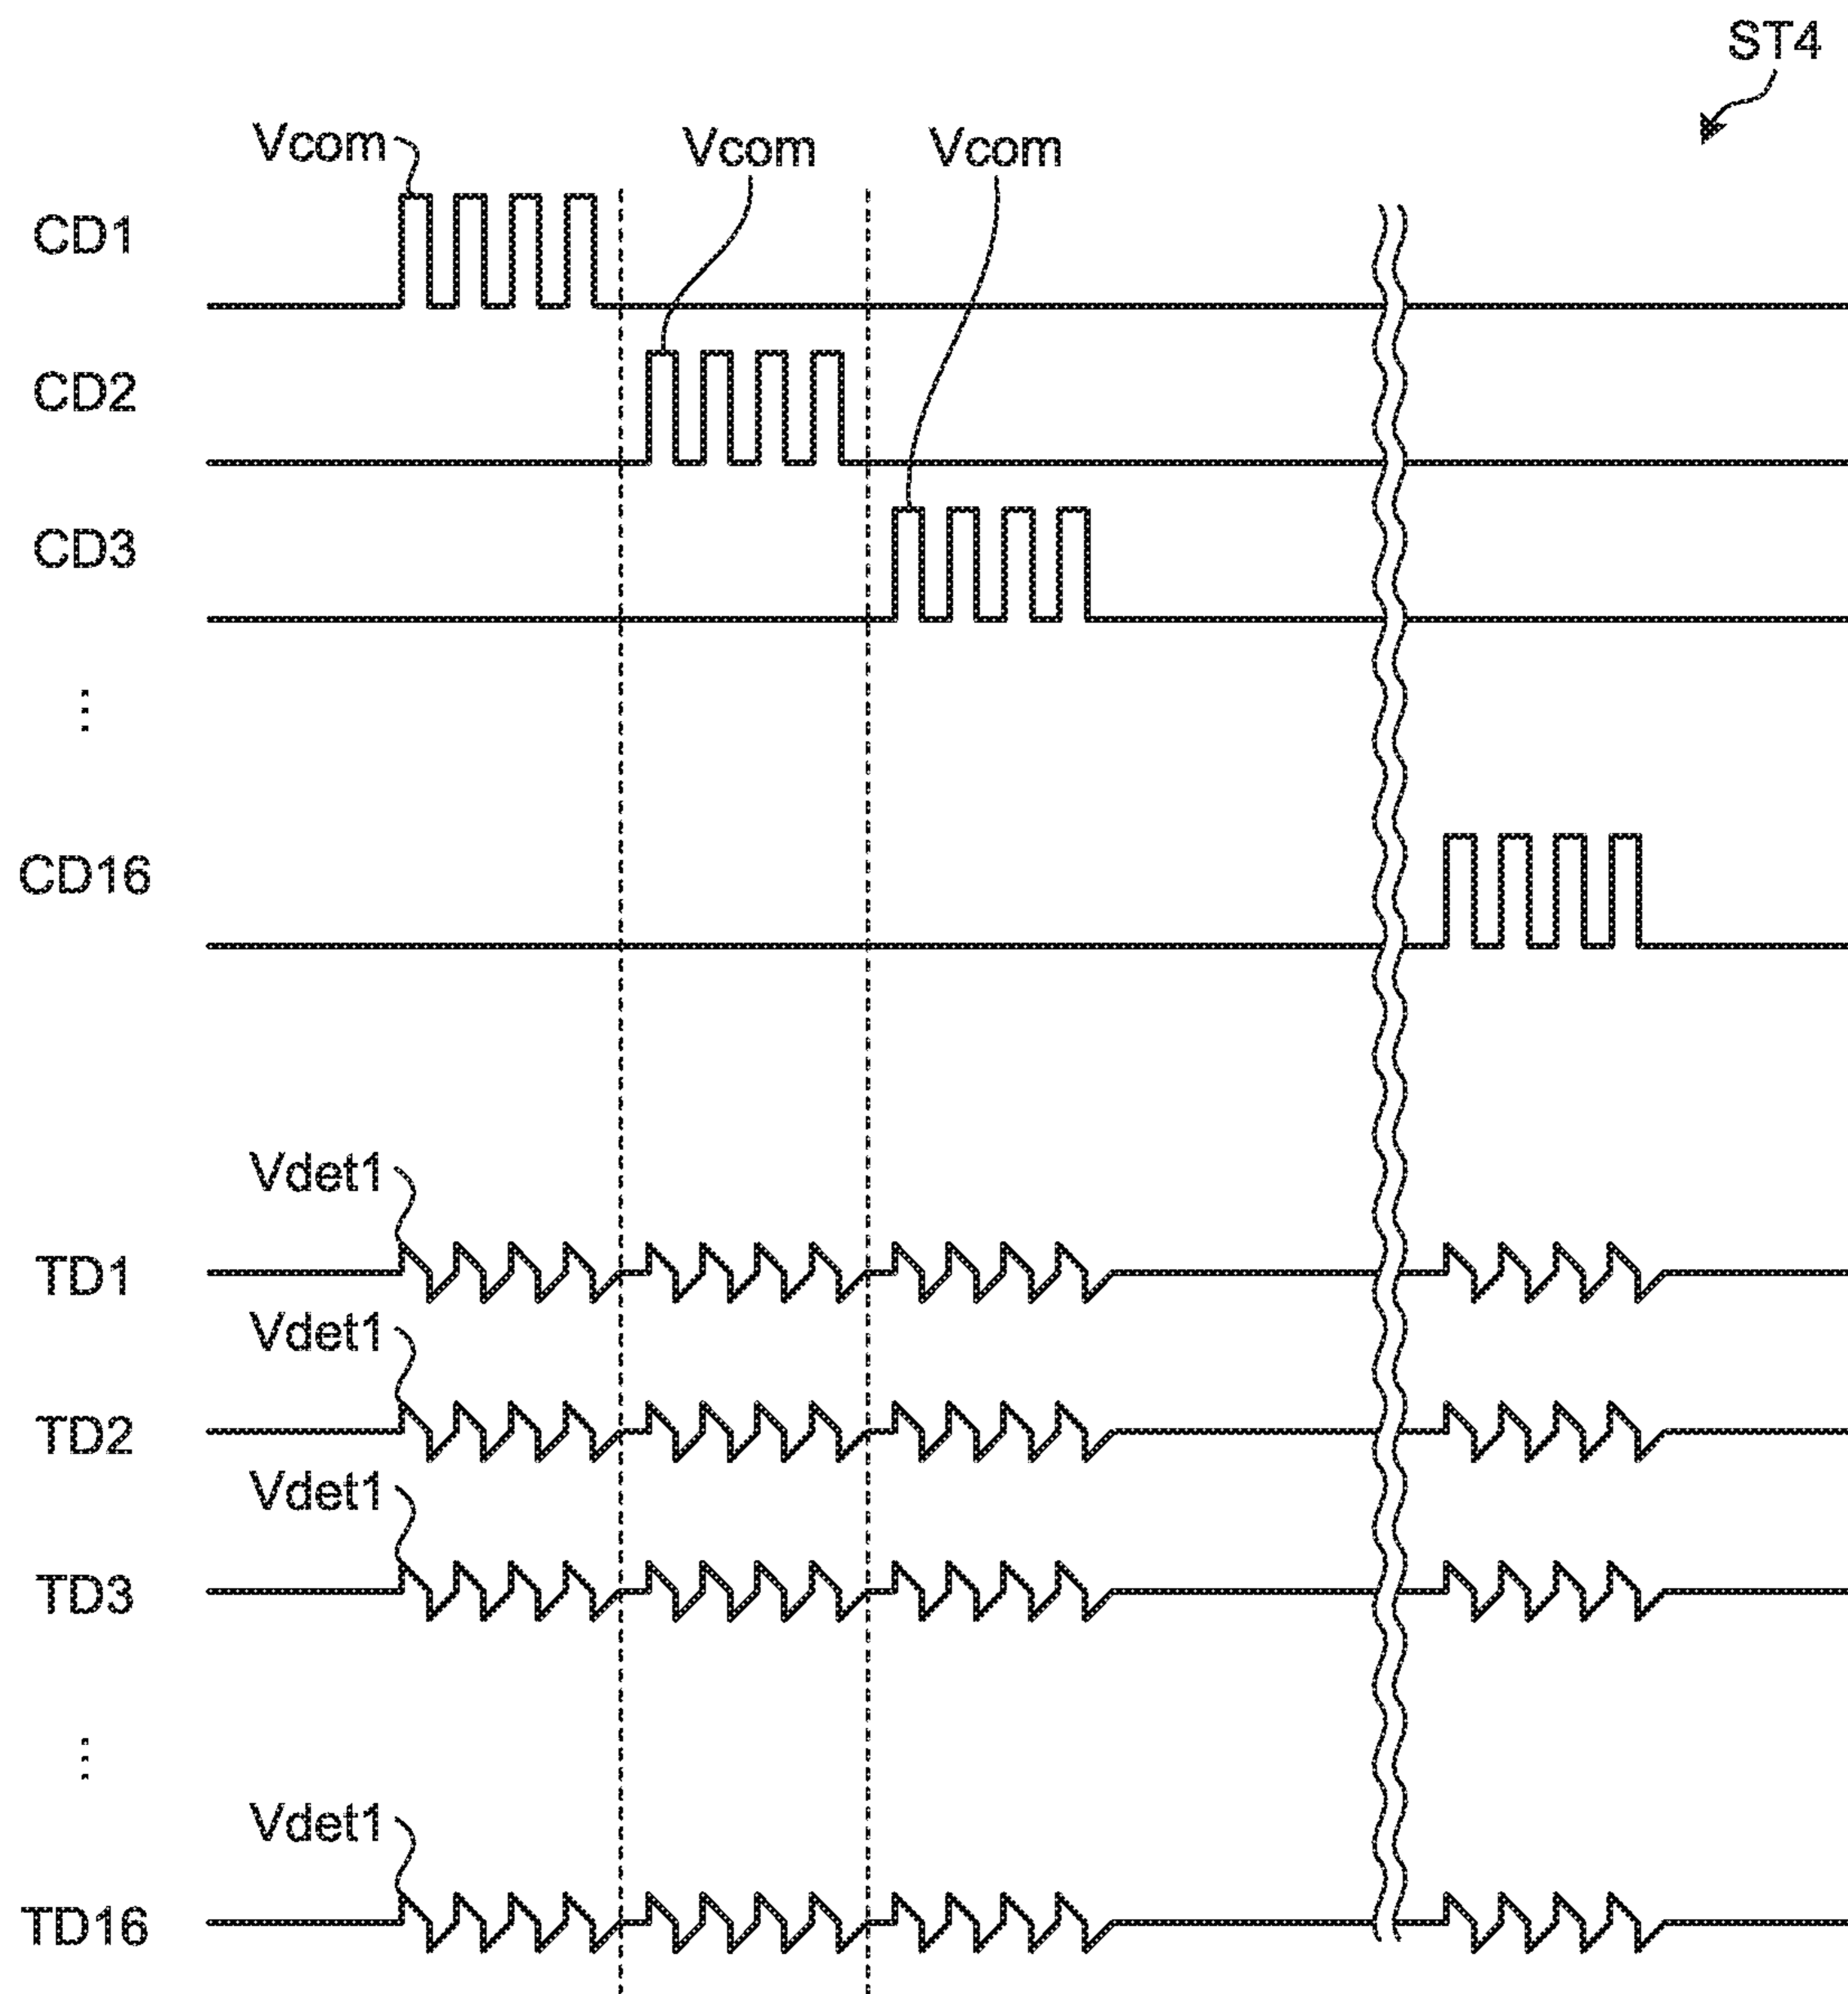 ST4
Vcom
Vcom
Vcom
CD1
CD2
CD3
⋮
CD16
Vdet1
TD1
Vdet1
TD2
Vdet1
TD3
⋮
Vdet1
TD16